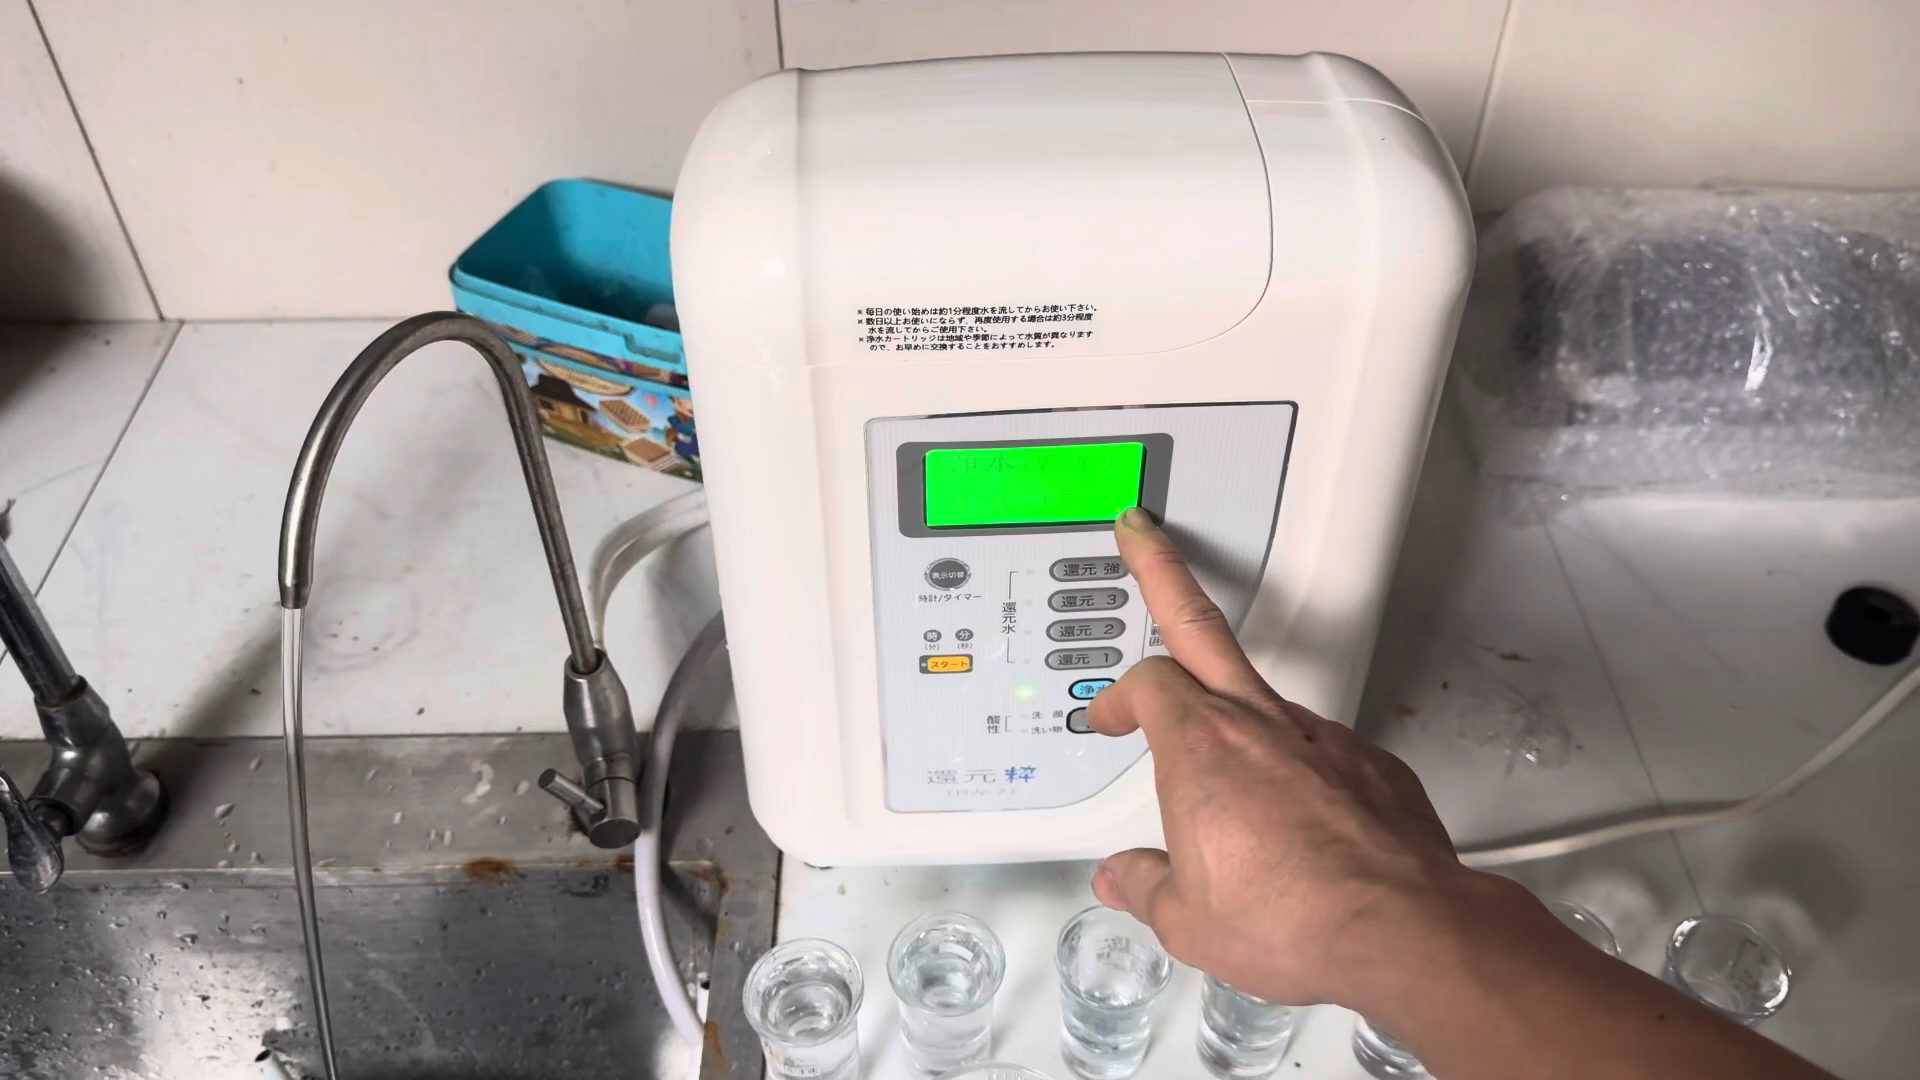 ※毎日の使い始めは約1分程度水を流してからお使い下さい。
※数日以上お使いにならず、再度使用する場合は約3分程度
水を流してからご使用下さい。
※浄水カートリッジは地域や季節によって水質が異なります
ので、お早めに交換することをおすすめします。
浄水
表示切替
時計/タイマー
還元水
還元 強
還元 3
還元 2
還元 1
範囲
時
分
(分)
(秒)
スタート
浄水
酸性
洗顔
洗い物
還元粋